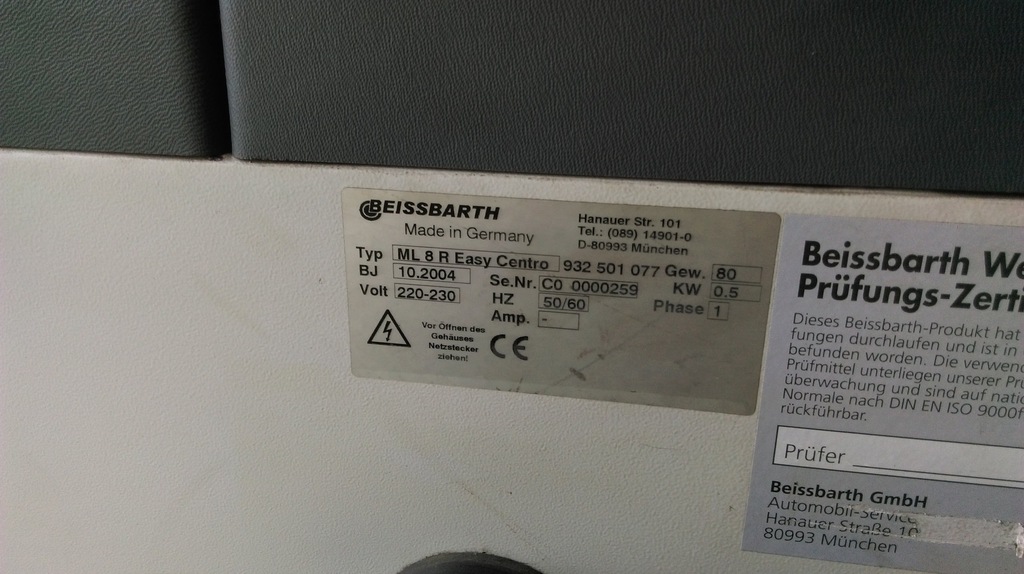 BEISSBARTH
Made in Germany
Hanauer Str. 101
Tel.: (089) 14901-0
D-80993 München
Typ ML 8 R Easy Centro 932 501 077 Gew. 80
BJ 10.2004 Se.Nr. C0 0000259 KW 0.5
Volt 220-230 HZ 50/60 Phase 1
Amp. -
Vor Öffnen des
Gehäuses
Netzstecker
ziehen!
CE
Beissbarth We
Prüfungs-Zerti
Dieses Beissbarth-Produkt hat
fungen durchlaufen und ist in
befunden worden. Die verwend
Prüfmittel unterliegen unserer Prü
überwachung und sind auf natio
Normale nach DIN EN ISO 9000f
rückführbar.
Prüfer
Beissbarth GmbH
Automobil-Service
Hanauer Straße 10
80993 München